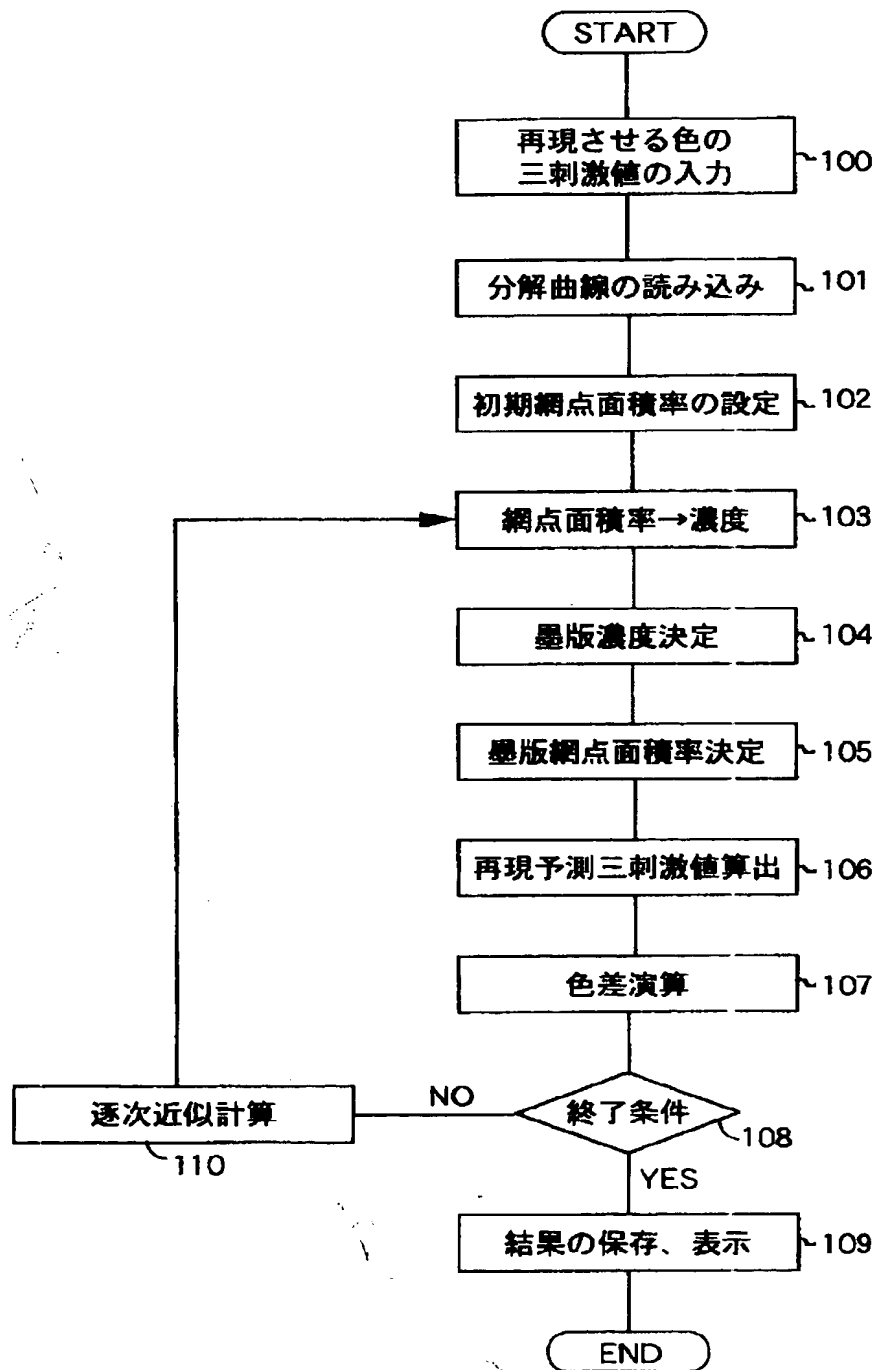 START
再現させる色の
三刺激値の入力
100
分解曲線の読み込み
101
初期網点面積率の設定
102
網点面積率→濃度
103
墨版濃度決定
104
墨版網点面積率決定
105
再現予測三刺激値算出
106
色差演算
107
終了条件
108
NO
逐次近似計算
110
YES
結果の保存、表示
109
END